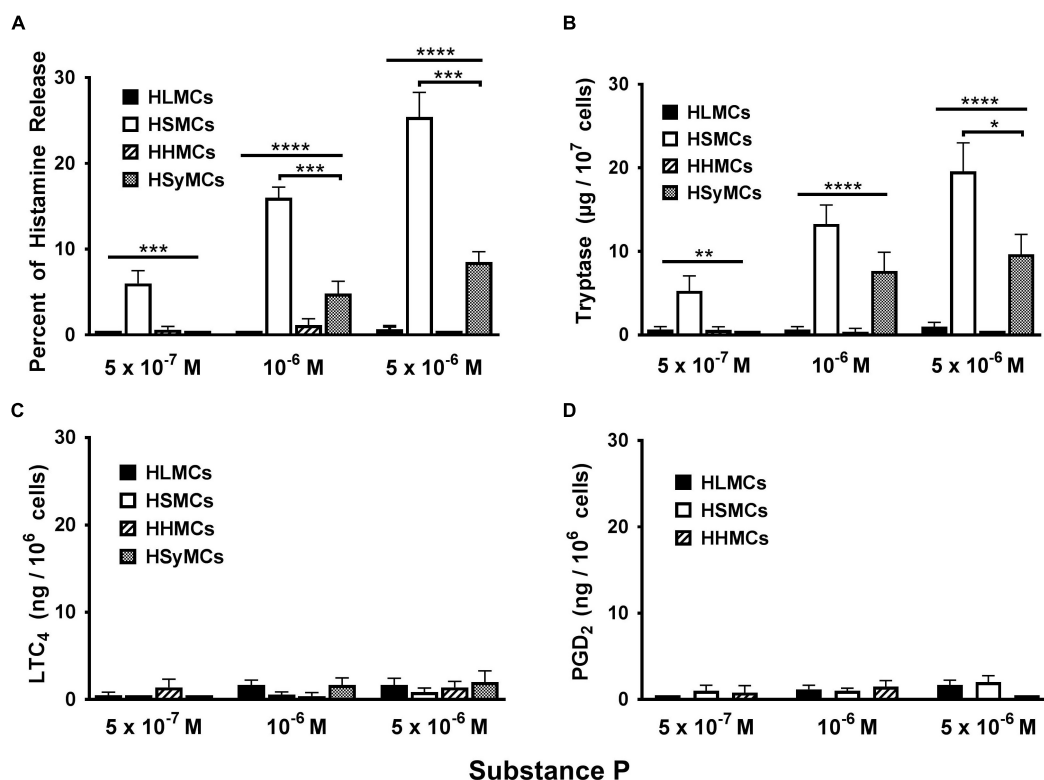 A
Percent of Histamine Release
30
20
10
0
HLMCs
HSMCs
HHMCs
HSyMCs
***
****
***
****
***
5 x 10⁻⁷ M
10⁻⁶ M
5 x 10⁻⁶ M
B
Tryptase (µg / 10⁷ cells)
30
20
10
0
HLMCs
HSMCs
HHMCs
HSyMCs
**
****
****
*
5 x 10⁻⁷ M
10⁻⁶ M
5 x 10⁻⁶ M
C
LTC₄ (ng / 10⁶ cells)
30
20
10
0
HLMCs
HSMCs
HHMCs
HSyMCs
5 x 10⁻⁷ M
10⁻⁶ M
5 x 10⁻⁶ M
D
PGD₂ (ng / 10⁶ cells)
30
20
10
0
HLMCs
HSMCs
HHMCs
5 x 10⁻⁷ M
10⁻⁶ M
5 x 10⁻⁶ M
Substance P